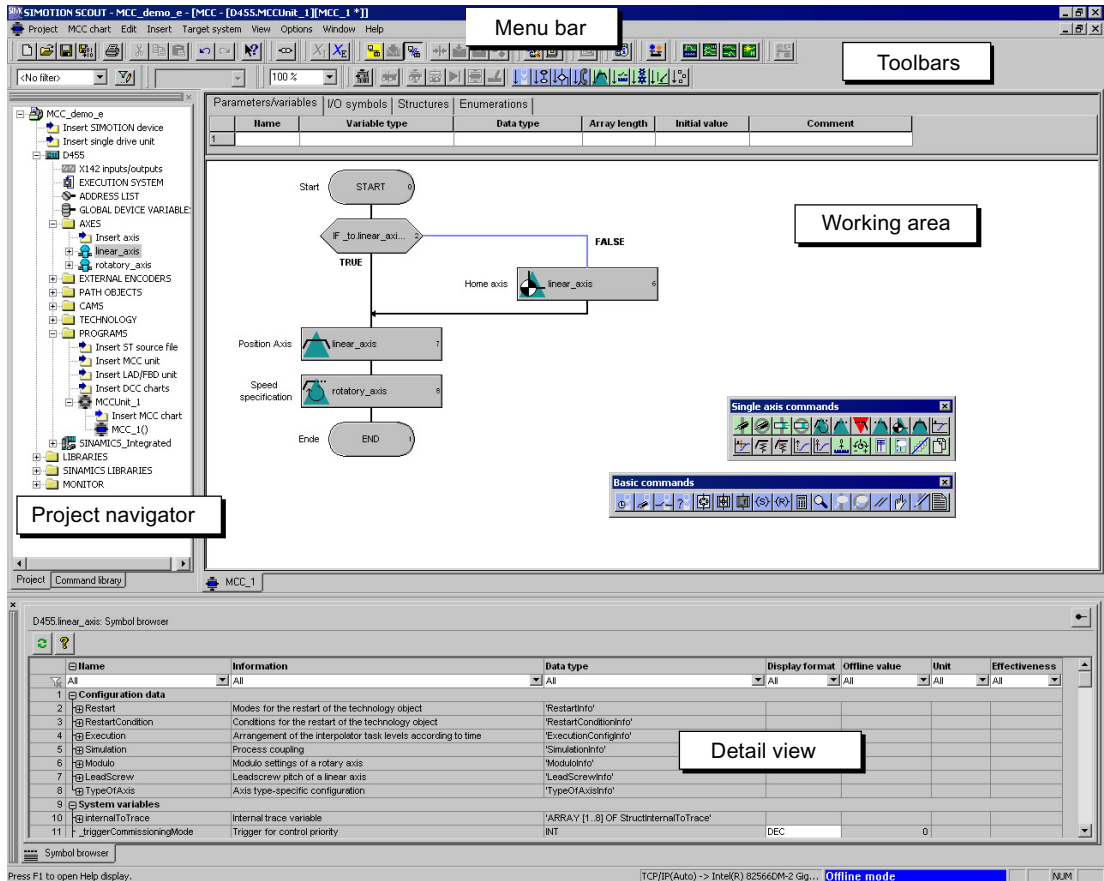 SIMOTION SCOUT - MCC_demo_e - [MCC - [D455.MCCUnit_1][MCC_1 *]]
Project MCC chart Edit Insert Target system View Options Window Help
Menu bar
Toolbars
<No filter>
100 %
MCC_demo_e
Insert SIMOTION device
Insert single drive unit
D455
X142 inputs/outputs
EXECUTION SYSTEM
ADDRESS LIST
GLOBAL DEVICE VARIABLE
AXES
Insert axis
linear_axis
rotatory_axis
EXTERNAL ENCODERS
PATH OBJECTS
CAMS
TECHNOLOGY
PROGRAMS
Insert ST source file
Insert MCC unit
Insert LAD/FBD unit
Insert DCC charts
MCCUnit_1
Insert MCC chart
MCC_1()
SINAMICS_Integrated
LIBRARIES
SINAMICS LIBRARIES
MONITOR
Project navigator
Project Command library
Parameters/variables I/O symbols Structures Enumerations
Name Variable type Data type Array length Initial value Comment
1
Start START 0
IF _to.linear_axi... 2
FALSE
TRUE
Home axis linear_axis 6
Position Axis linear_axis 7
Speed specification rotatory_axis 8
Ende END 1
Working area
Single axis commands
Basic commands
MCC_1
D455.linear_axis: Symbol browser
Name Information Data type Display format Offline value Unit Effectiveness
All All All All All All All
1 Configuration data
2 Restart Modes for the restart of the technology object 'RestartInfo'
3 RestartCondition Conditions for the restart of the technology object 'RestartConditionInfo'
4 Execution Arrangement of the interpolator task levels according to time 'ExecutionConfigInfo'
5 Simulation Process coupling 'SimulationInfo'
6 Modulo Modulo settings of a rotary axis 'ModuloInfo'
7 LeadScrew Leadscrew pitch of a linear axis 'LeadScrewInfo'
8 TypeOfAxis Axis type-specific configuration 'TypeOfAxisInfo'
9 System variables
10 internalToTrace Internal trace variable 'ARRAY [1..8] OF StructInternalToTrace'
11 _triggerCommissioningMode Trigger for control priority INT DEC 0
Detail view
Symbol browser
Press F1 to open Help display.
TCP/IP(Auto) -> Intel(R) 82566DM-2 Gig... Offline mode NUM